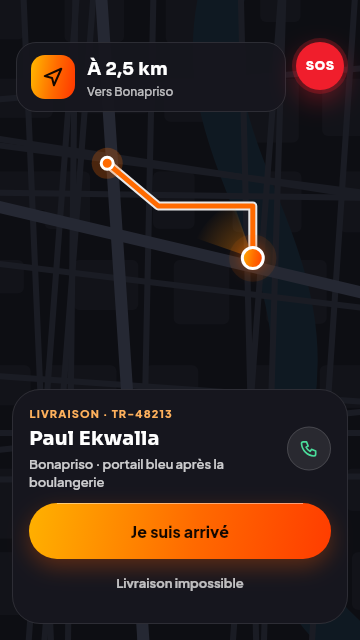 À 2,5 km
Vers Bonapriso
SOS
LIVRAISON · TR-48213
Paul Ekwalla
Bonapriso · portail bleu après la
boulangerie
Je suis arrivé
Livraison impossible